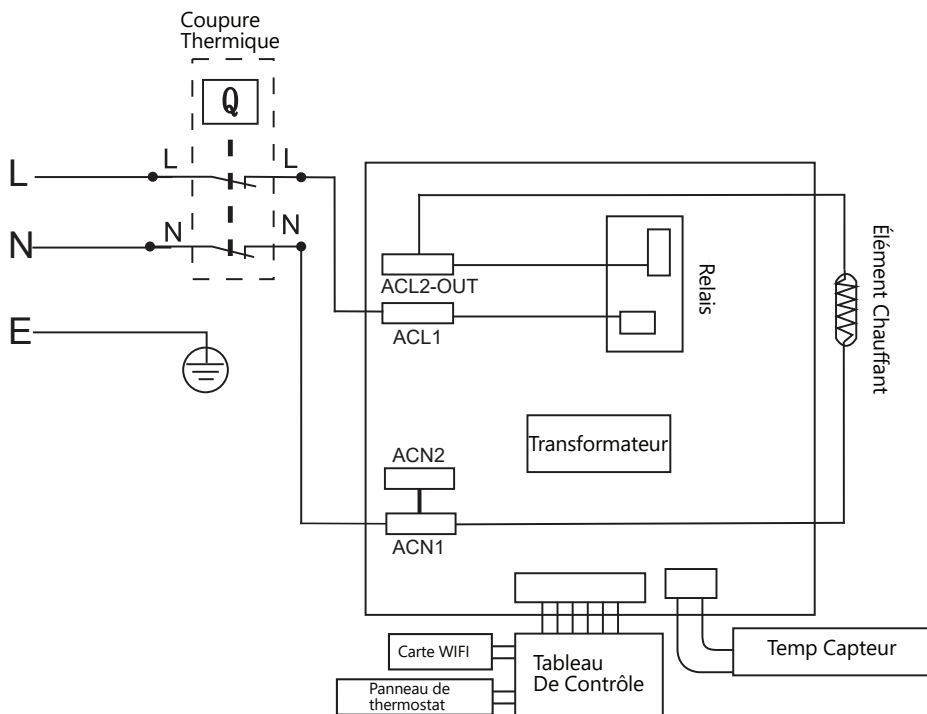 Coupure
Thermique
Q
L
L
L
N
N
N
E
ACL2-OUT
ACL1
Relais
Élément Chauffant
Transformateur
ACN2
ACN1
Carte WIFI
Tableau
De Contrôle
Temp Capteur
Panneau de
thermostat